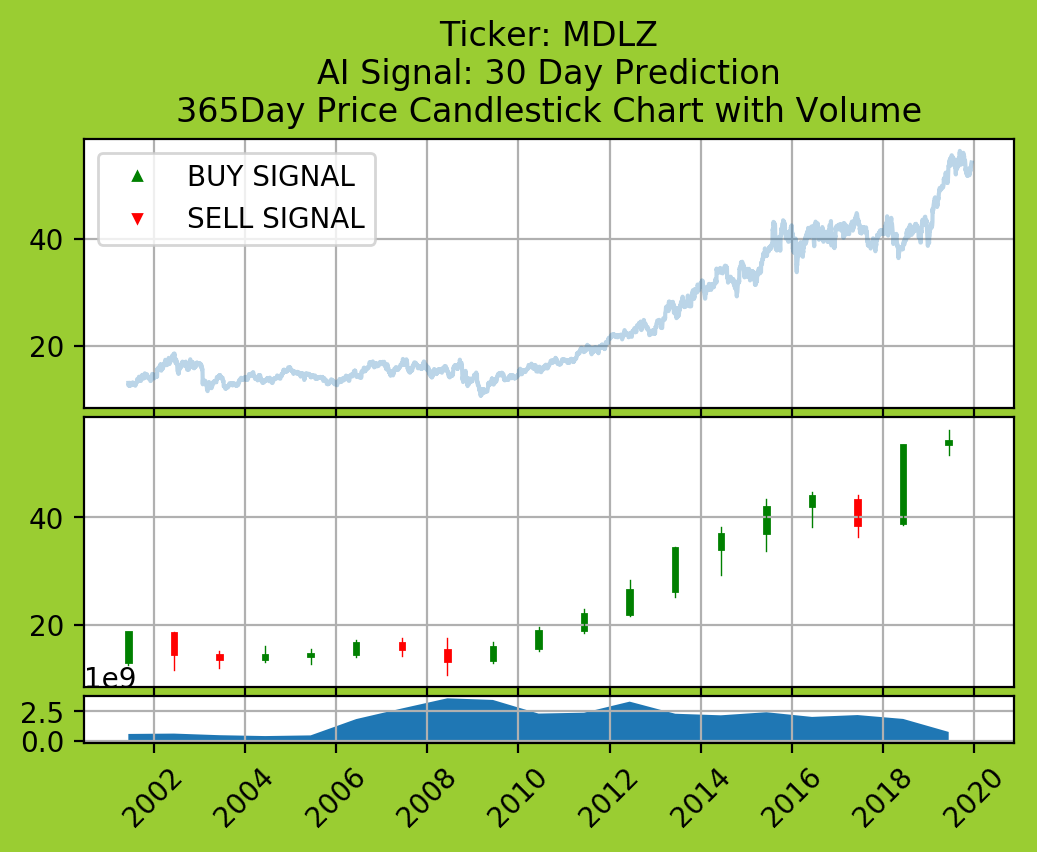 Ticker: MDLZ
AI Signal: 30 Day Prediction
365Day Price Candlestick Chart with Volume
BUY SIGNAL
SELL SIGNAL
40
20
40
20
1e9
2.5
0.0
2002 2004 2006 2008 2010 2012 2014 2016 2018 2020